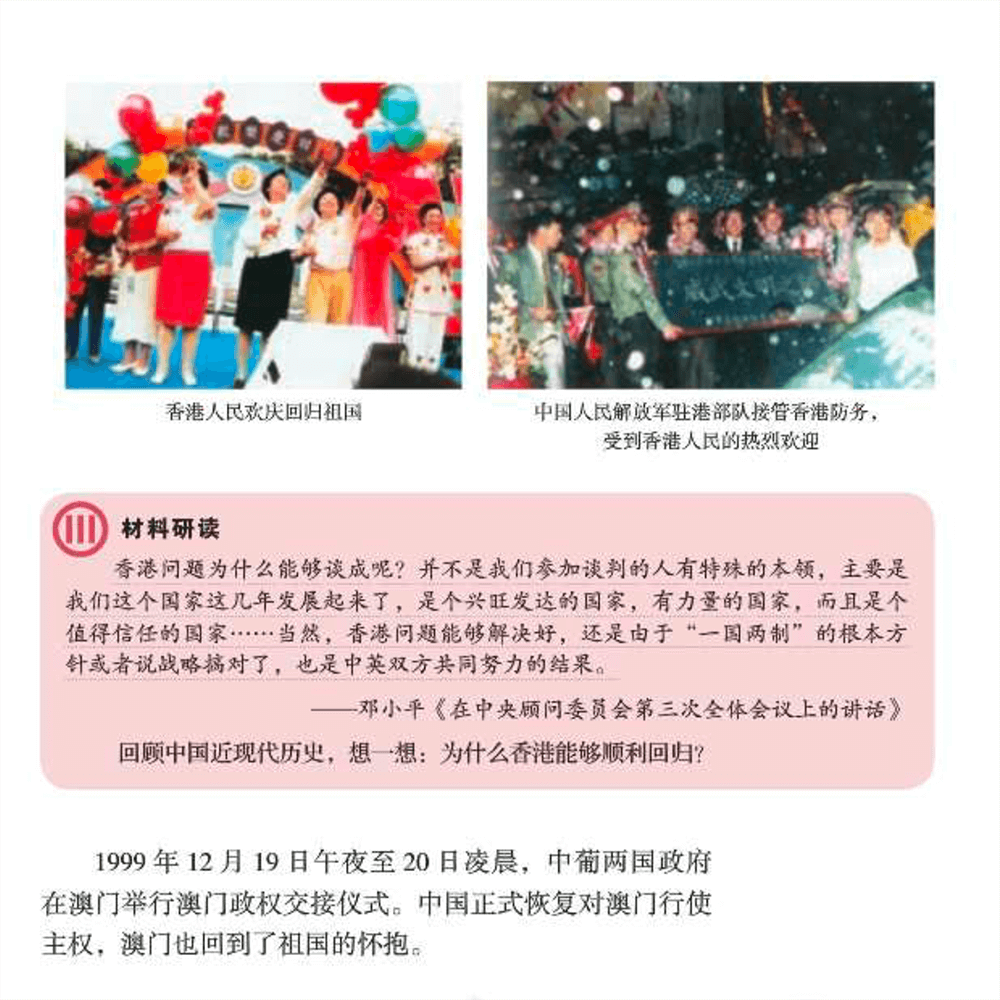 香港人民欢庆回归祖国
中国人民解放军驻港部队接管香港防务，
受到香港人民的热烈欢迎
材料研读
香港问题为什么能够谈成呢？并不是我们参加谈判的人有特殊的本领，主要是
我们这个国家这几年发展起来了，是个兴旺发达的国家，有力量的国家，而且是个
值得信任的国家……当然，香港问题能够解决好，还是由于“一国两制”的根本方
针或者说战略搞对了，也是中英双方共同努力的结果。
——邓小平《在中央顾问委员会第三次全体会议上的讲话》
回顾中国近现代历史，想一想：为什么香港能够顺利回归？
1999 年 12 月 19 日午夜至 20 日凌晨，中葡两国政府
在澳门举行澳门政权交接仪式。中国正式恢复对澳门行使
主权，澳门也回到了祖国的怀抱。